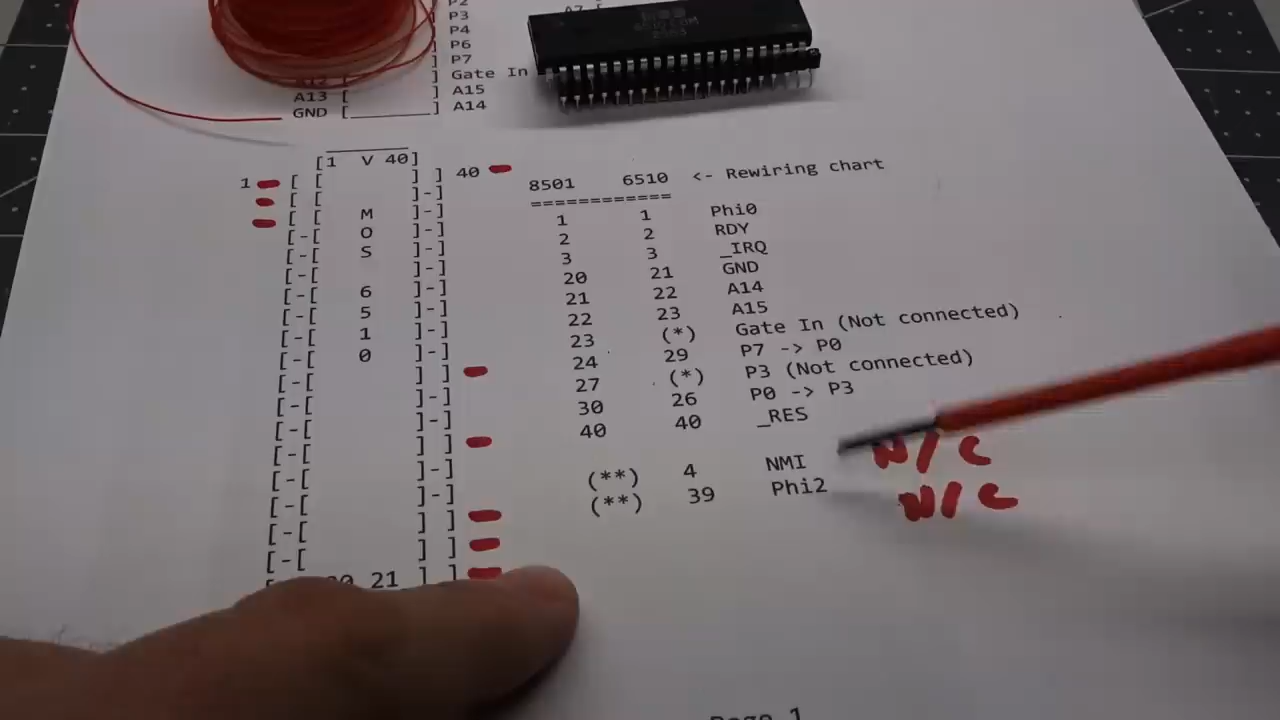 P2
P3
P4
P6
P7
Gate In
A13 [ ] A15
GND [_______] A14
[1 V 40]
1 40
8501 6510 <- Rewiring chart
============
1 1 Phi0
2 2 RDY
3 3 _IRQ
20 21 GND
21 22 A14
22 23 A15
23 (*) Gate In (Not connected)
24 29 P7 -> P0
27 (*) P3 (Not connected)
30 26 P0 -> P3
40 40 _RES
(**) 4 NMI N/C
(**) 39 Phi2 N/C
M
O
S
6
5
1
0
21
Page 1